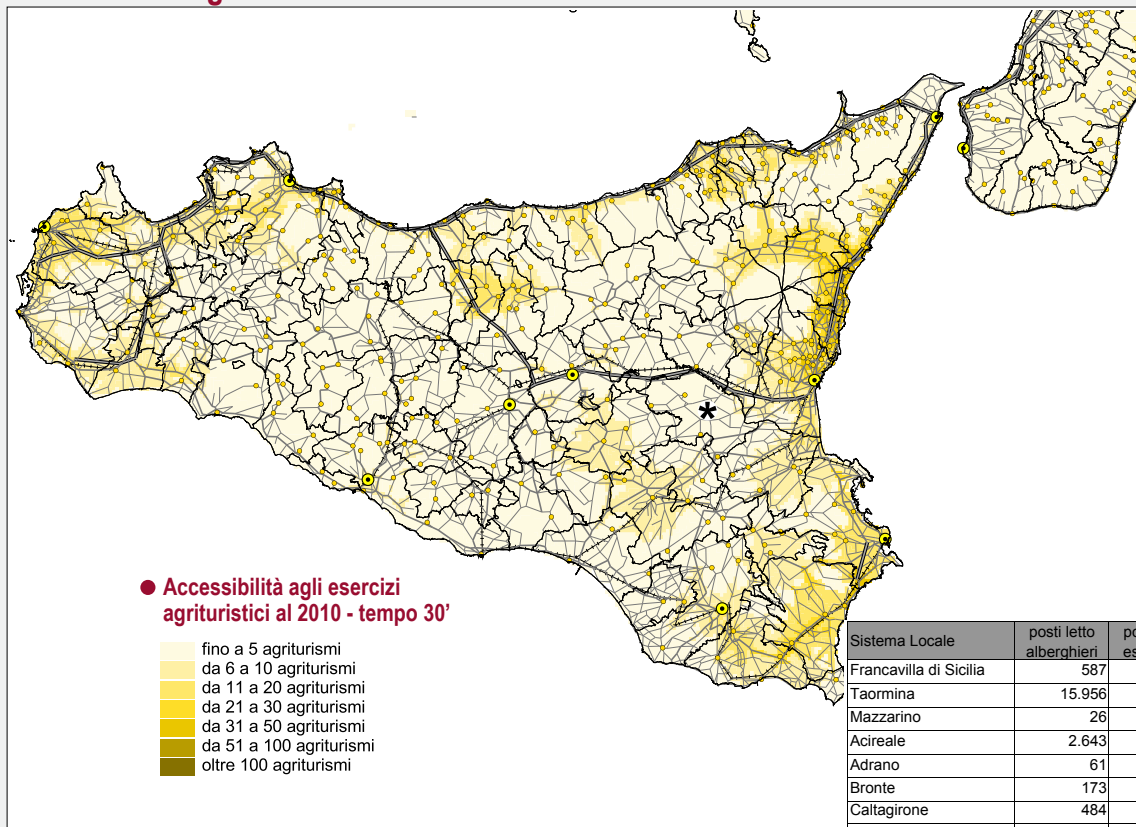 ● Accessibilità agli esercizi
agrituristici al 2010 - tempo 30'
fino a 5 agriturismi
da 6 a 10 agriturismi
da 11 a 20 agriturismi
da 21 a 30 agriturismi
da 31 a 50 agriturismi
da 51 a 100 agriturismi
oltre 100 agriturismi
*
Sistema Locale posti letto alberghieri
Francavilla di Sicilia 587
Taormina 15.956
Mazzarino 26
Acireale 2.643
Adrano 61
Bronte 173
Caltagirone 484